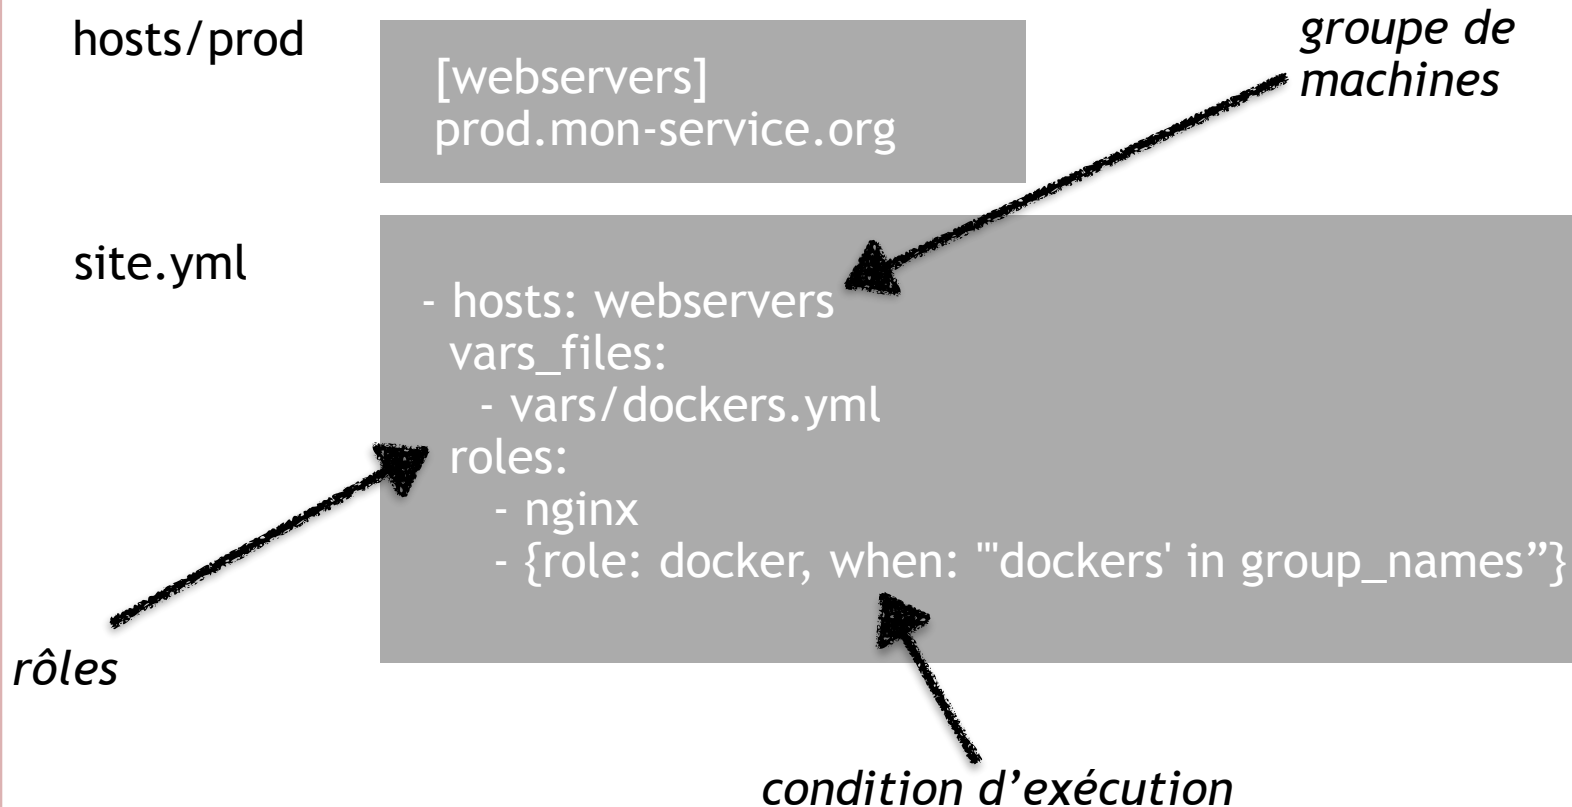 hosts/prod
[webservers]
prod.mon-service.org
groupe de
machines
site.yml
- hosts: webservers
vars_files:
- vars/dockers.yml
roles:
- nginx
- {role: docker, when: "'dockers' in group_names”}
rôles
condition d’exécution